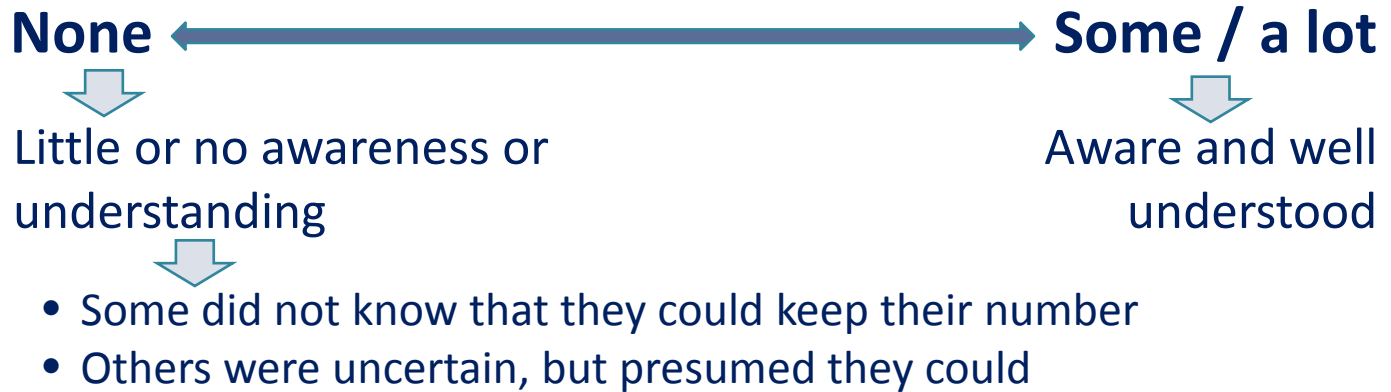 None Some / a lot
Little or no awareness or
understanding
Aware and well
understood
• Some did not know that they could keep their number
• Others were uncertain, but presumed they could